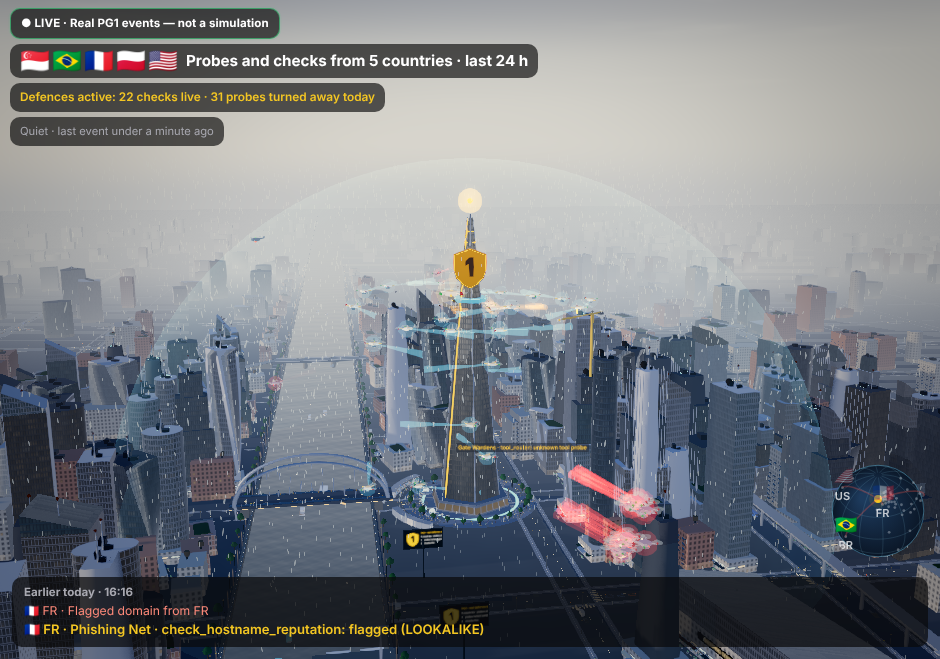 LIVE · Real PG1 events — not a simulation
Probes and checks from 5 countries · last 24 h
Defences active: 22 checks live · 31 probes turned away today
Quiet · last event under a minute ago
1
1
US
FR
BR
Earlier today · 16:16
FR · Flagged domain from FR
1
FR · Phishing Net · check_hostname_reputation: flagged (LOOKALIKE)